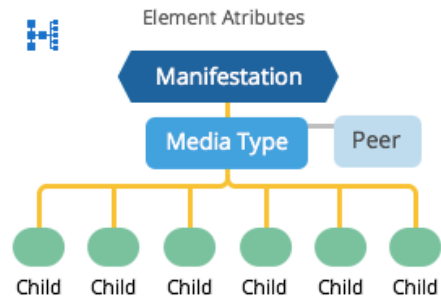 Element Atributes
Manifestation
Media Type
Peer
Child Child Child Child Child Child